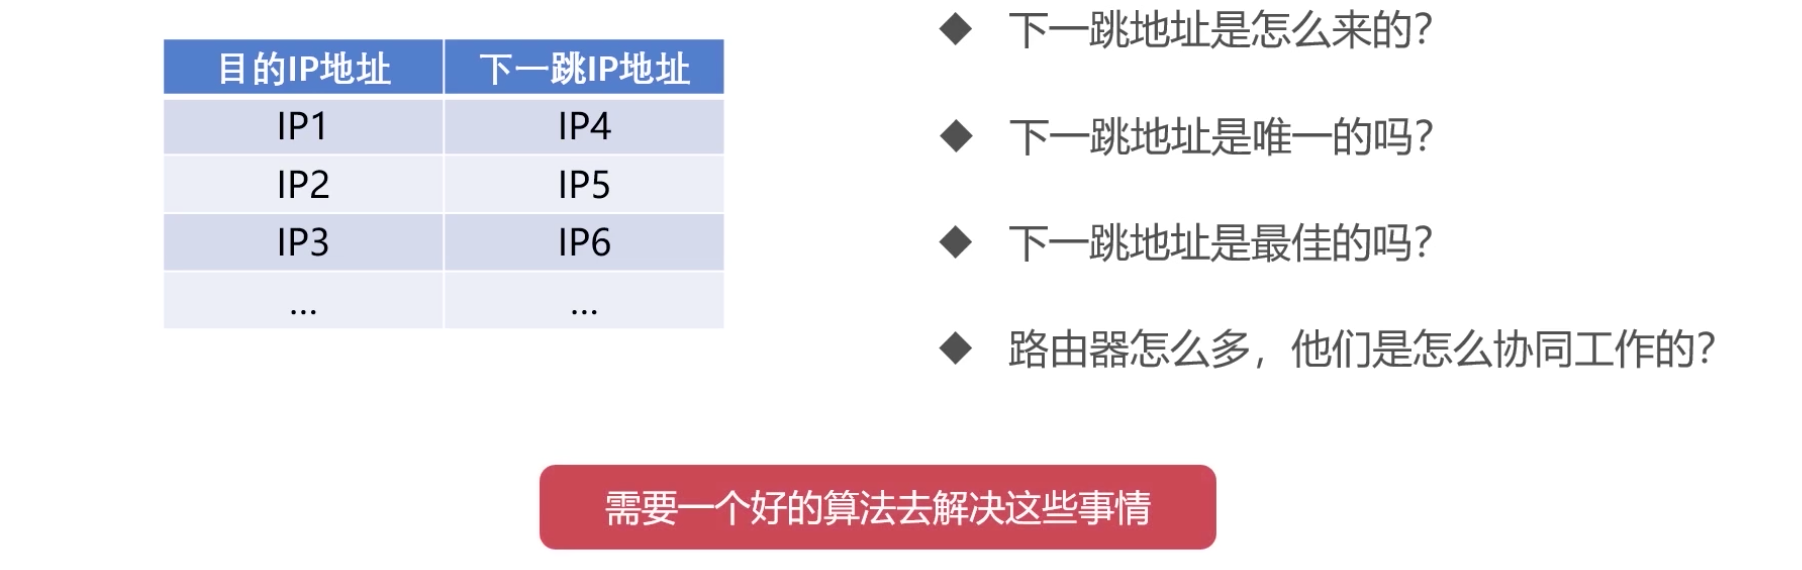 目的IP地址 下一跳IP地址
IP1 IP4
IP2 IP5
IP3 IP6
... ...
下一跳地址是怎么来的?
下一跳地址是唯一的吗?
下一跳地址是最佳的吗?
路由器怎么多，他们是怎么协同工作的?
需要一个好的算法去解决这些事情